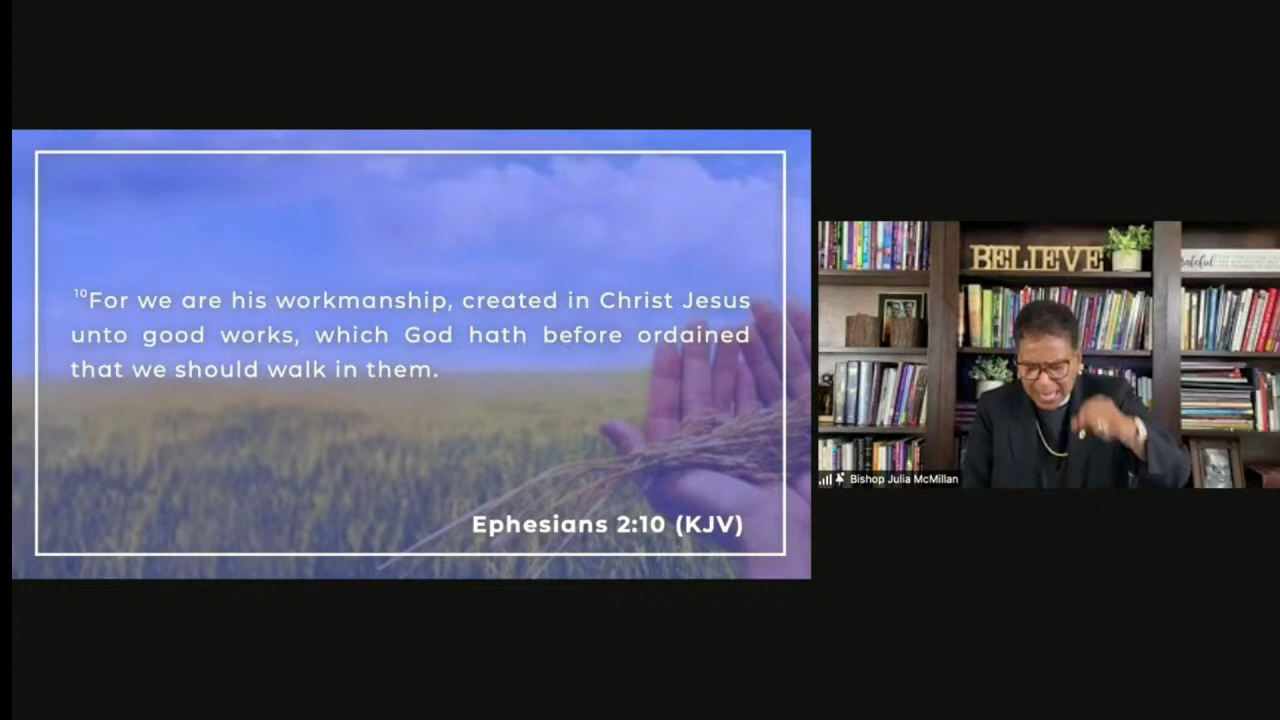 ¹⁰For we are his workmanship, created in Christ Jesus
unto good works, which God hath before ordained
that we should walk in them.
Ephesians 2:10 (KJV)
BELIEVE
Bishop Julia McMillan